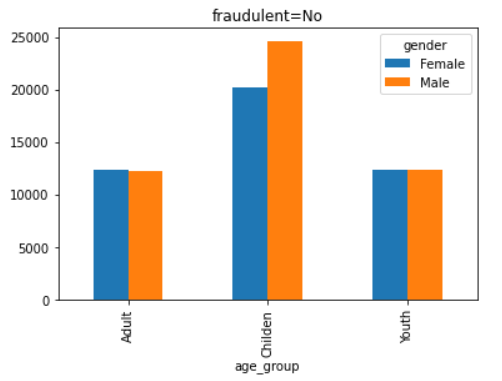 fraudulent=No
25000
20000
15000
10000
5000
0
gender
Female
Male
Adult
Childen
Youth
age_group